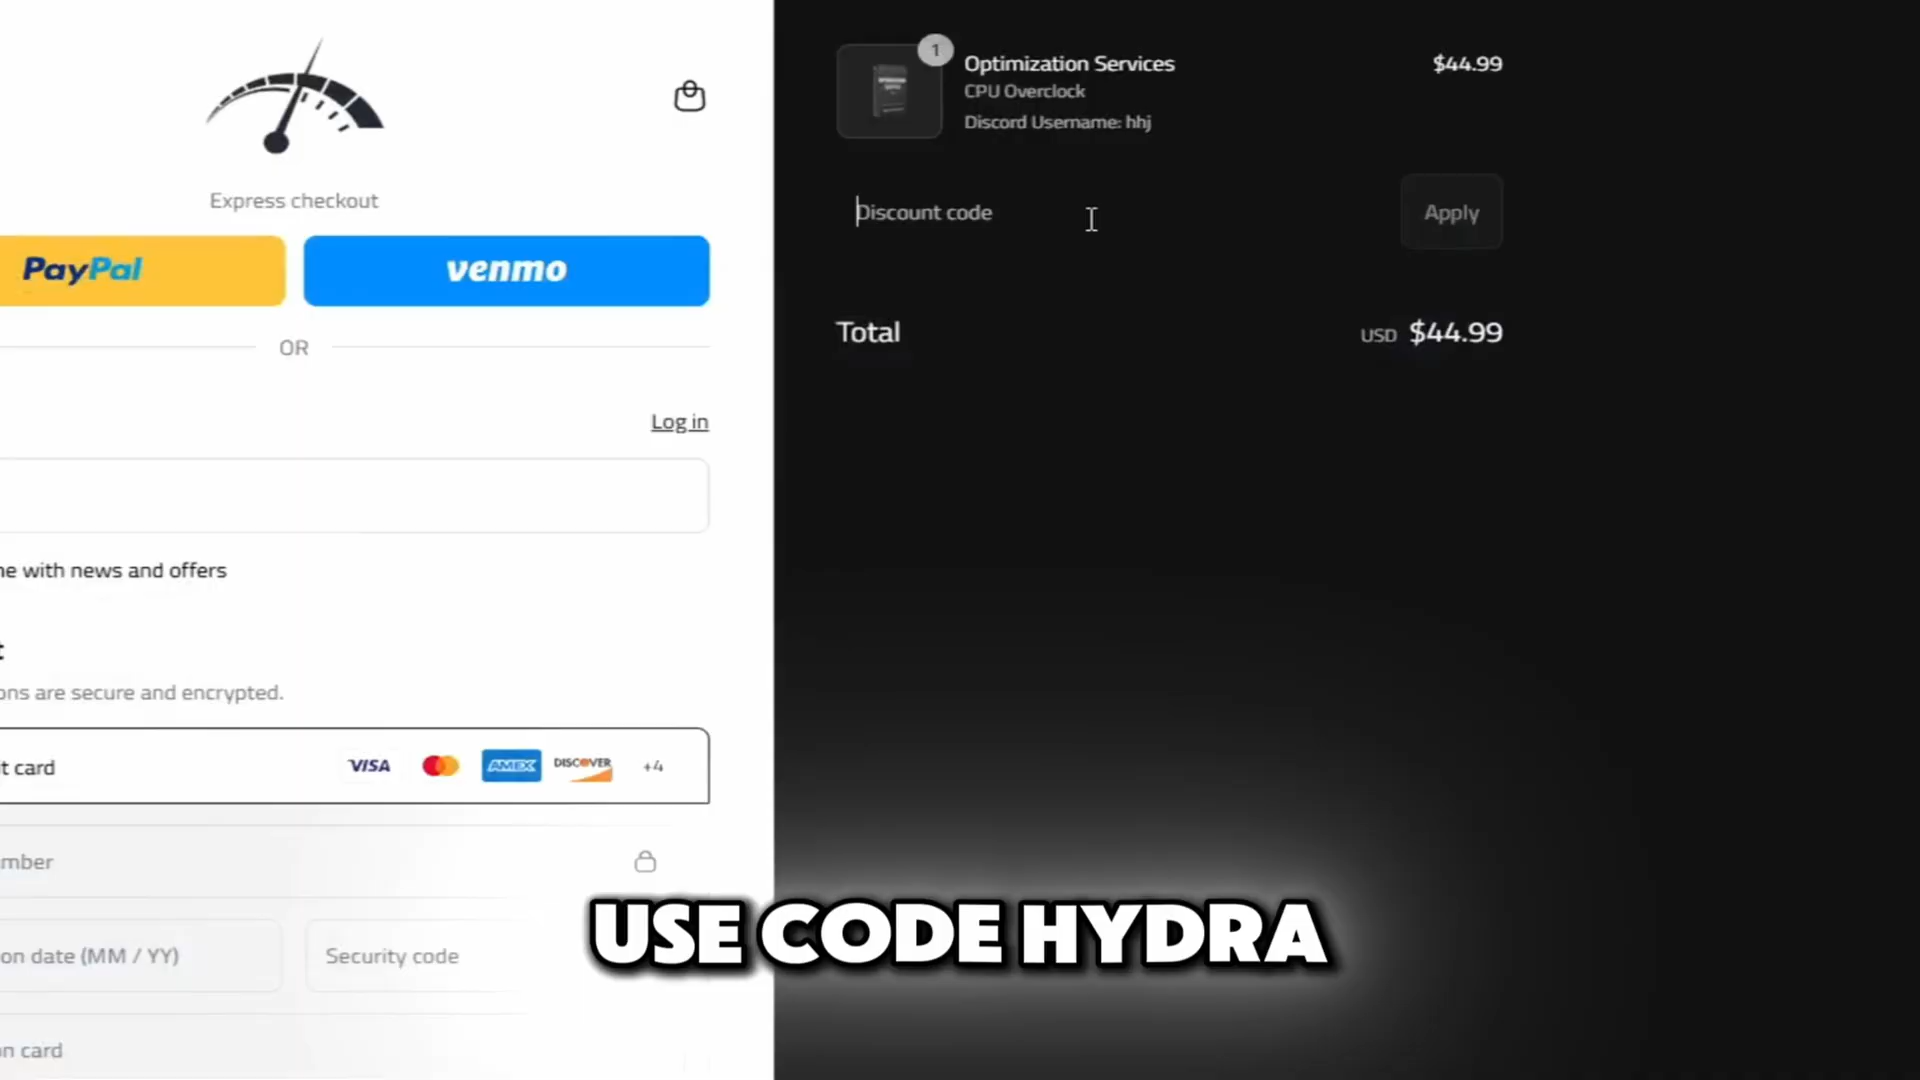 Express checkout
PayPal
venmo
OR
Log in
ne with news and offers
ons are secure and encrypted.
t card
VISA
AMEX
DISCOVER
+4
mber
on date (MM / YY)
Security code
n card
1
Optimization Services
$44.99
CPU Overclock
Discord Username: hhj
Discount code
Apply
Total
USD $44.99
USE CODE HYDRA